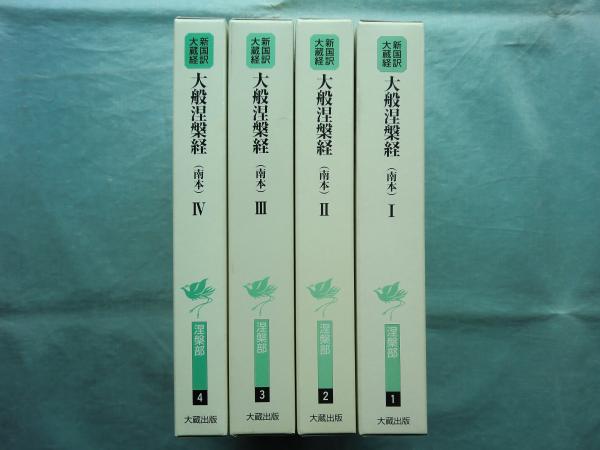 新国訳
大蔵経
大般涅槃経
(南本)
Ⅰ
涅槃部
1
大蔵出版
新国訳
大蔵経
大般涅槃経
(南本)
Ⅱ
涅槃部
2
大蔵出版
新国訳
大蔵経
大般涅槃経
(南本)
Ⅲ
涅槃部
3
大蔵出版
新国訳
大蔵経
大般涅槃経
(南本)
Ⅳ
涅槃部
4
大蔵出版